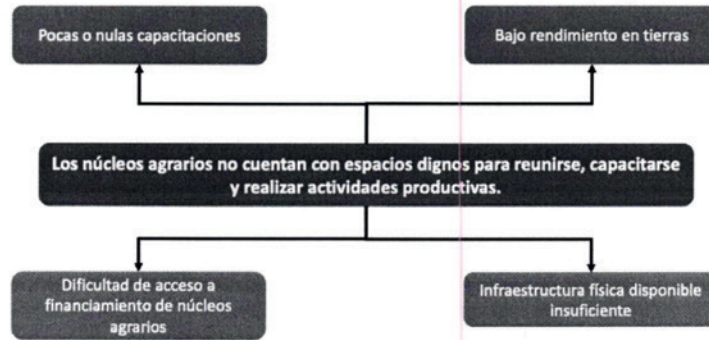 Pocas o nulas capacitaciones
Bajo rendimiento en tierras
Los núcleos agrarios no cuentan con espacios dignos para reunirse, capacitarse
y realizar actividades productivas.
Dificultad de acceso a
financiamiento de núcleos
agrarios
Infraestructura física disponible
insuficiente